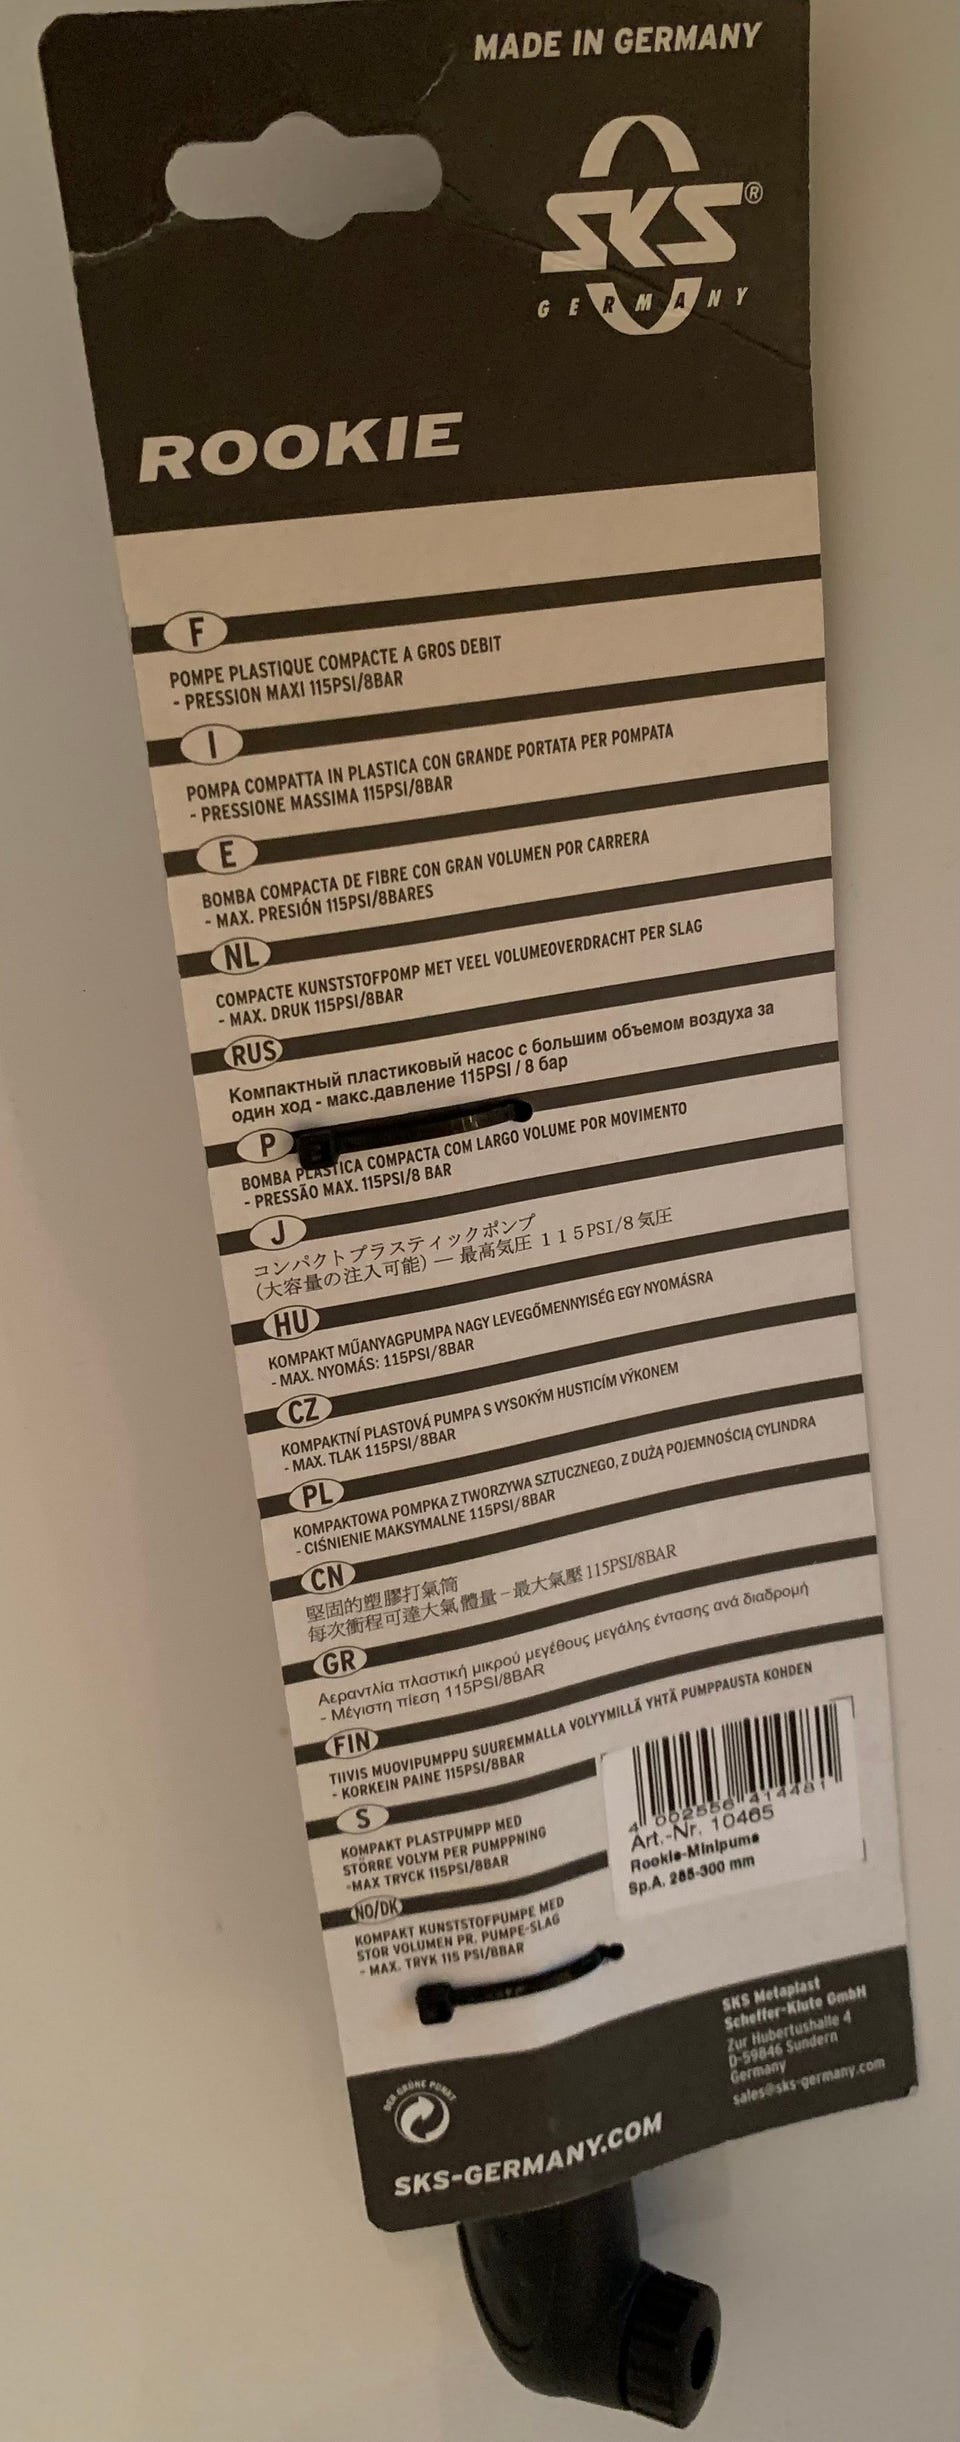 MADE IN GERMANY
SKS®
GERMANY
ROOKIE
F
POMPE PLASTIQUE COMPACTE A GROS DEBIT
- PRESSION MAXI 115PSI/8BAR
I
POMPA COMPATTA IN PLASTICA CON GRANDE PORTATA PER POMPATA
- PRESSIONE MASSIMA 115PSI/8BAR
E
BOMBA COMPACTA DE FIBRE CON GRAN VOLUMEN POR CARRERA
- MAX. PRESIÓN 115PSI/8BARES
NL
COMPACTE KUNSTSTOFPOMP MET VEEL VOLUMEOVERDRACHT PER SLAG
- MAX. DRUK 115PSI/8BAR
RUS
Компактный пластиковый насос с большим объемом воздуха за
один ход - макс.давление 115PSI / 8 бар
P
BOMBA PLASTICA COMPACTA COM LARGO VOLUME POR MOVIMENTO
- PRESSÃO MAX. 115PSI/8 BAR
J
コンパクトプラスティックポンプ
(大容量の注入可能) — 最高気圧 115PSI/8気圧
HU
KOMPAKT MŰANYAGPUMPA NAGY LEVEGŐMENNYISÉG EGY NYOMÁSRA
- MAX. NYOMÁS: 115PSI/8BAR
CZ
KOMPAKTNÍ PLASTOVÁ PUMPA S VYSOKÝM HUSTICÍM VÝKONEM
- MAX. TLAK 115PSI/8BAR
PL
KOMPAKTOWA POMPKA Z TWORZYWA SZTUCZNEGO, Z DUŻĄ POJEMNOŚCIĄ CYLINDRA
- CIŚNIENIE MAKSYMALNE 115PSI/8BAR
CN
堅固的塑膠打氣筒
每次衝程可達大氣體量－最大氣壓 115PSI/8BAR
GR
Αεραντλία πλαστική μικρού μεγέθους μεγάλης έντασης ανά διαδρομή
- Μέγιστη πίεση 115PSI/8BAR
FIN
TIIVIS MUOVIPUMPPU SUUREMMALLA VOLYYMILLÄ YHTÄ PUMPPAUSTA KOHDEN
- KORKEIN PAINE 115PSI/8BAR
S
KOMPAKT PLASTPUMPP MED
STÖRRE VOLYM PER PUMPPNING
-MAX TRYCK 115PSI/8BAR
NO/DK
KOMPAKT KUNSTSTOFPUMPE MED
STOR VOLUMEN PR. PUMPE-SLAG
- MAX. TRYK 115 PSI/8BAR
4 002556 414481
Art.-Nr. 10465
Rookie-Minipume
Sp.A. 285-300 mm
SKS Metaplast
Scheffer-Klute GmbH
Zur Hubertushalle 4
D-59846 Sundern
Germany
sales@sks-germany.com
DER GRÜNE PUNKT
SKS-GERMANY.COM